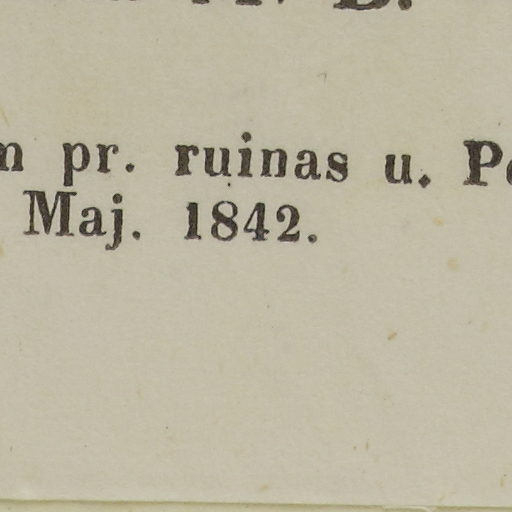 pr. ruinas u.
Maj. 1842.